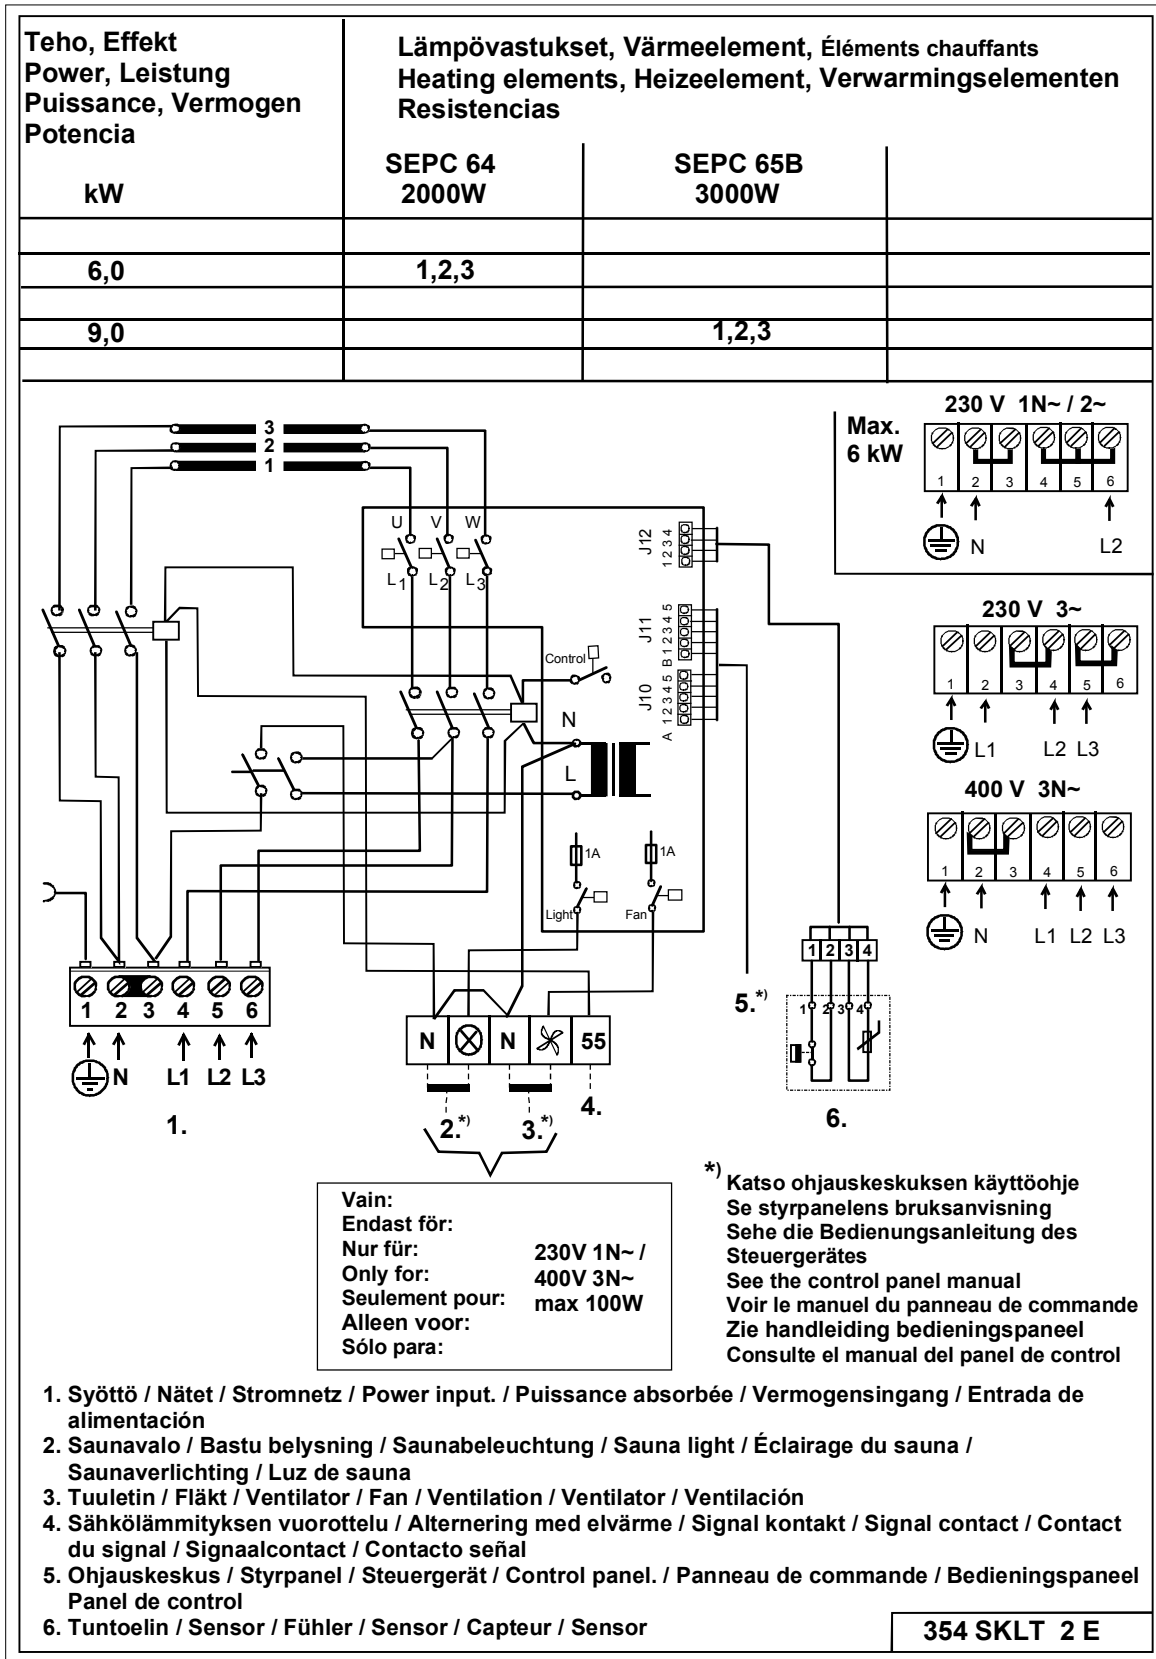 Teho, Effekt
Power, Leistung
Puissance, Vermogen
Potencia
kW
Lämpövastukset, Värmeelement, Éléments chauffants
Heating elements, Heizeelement, Verwarmingselementen
Resistencias
SEPC 64
2000W
SEPC 65B
3000W
6,0 1,2,3
9,0 1,2,3
Max.
6 kW
230 V 1N~ / 2~
1 2 3 4 5 6
N L2
230 V 3~
1 2 3 4 5 6
L1 L2 L3
400 V 3N~
1 2 3 4 5 6
N L1 L2 L3
3
2
1
U V W
L1 L2 L3
J12
1 2 3 4
J11
B 1 2 3 4 5
J10
A 1 2 3 4 5
Control
N
L
1A 1A
Light Fan
1 2 3 4 5 6
N L1 L2 L3
1.
N N 55
2.*) 3.*) 4.
5.*)
1 2 3 4
1 2 3 4
6.
Vain:
Endast för:
Nur für:
Only for:
Seulement pour:
Alleen voor:
Sólo para:
230V 1N~ /
400V 3N~
max 100W
*) Katso ohjauskeskuksen käyttöohje
Se styrpanelens bruksanvisning
Sehe die Bedienungsanleitung des
Steuergerätes
See the control panel manual
Voir le manuel du panneau de commande
Zie handleiding bedieningspaneel
Consulte el manual del panel de control
1. Syöttö / Nätet / Stromnetz / Power input. / Puissance absorbée / Vermogensingang / Entrada de
alimentación
2. Saunavalo / Bastu belysning / Saunabeleuchtung / Sauna light / Éclairage du sauna /
Saunaverlichting / Luz de sauna
3. Tuuletin / Fläkt / Ventilator / Fan / Ventilation / Ventilator / Ventilación
4. Sähkölämmityksen vuorottelu / Alternering med elvärme / Signal kontakt / Signal contact / Contact
du signal / Signaalcontact / Contacto señal
5. Ohjauskeskus / Styrpanel / Steuergerät / Control panel. / Panneau de commande / Bedieningspaneel
Panel de control
6. Tuntoelin / Sensor / Fühler / Sensor / Capteur / Sensor
354 SKLT 2 E